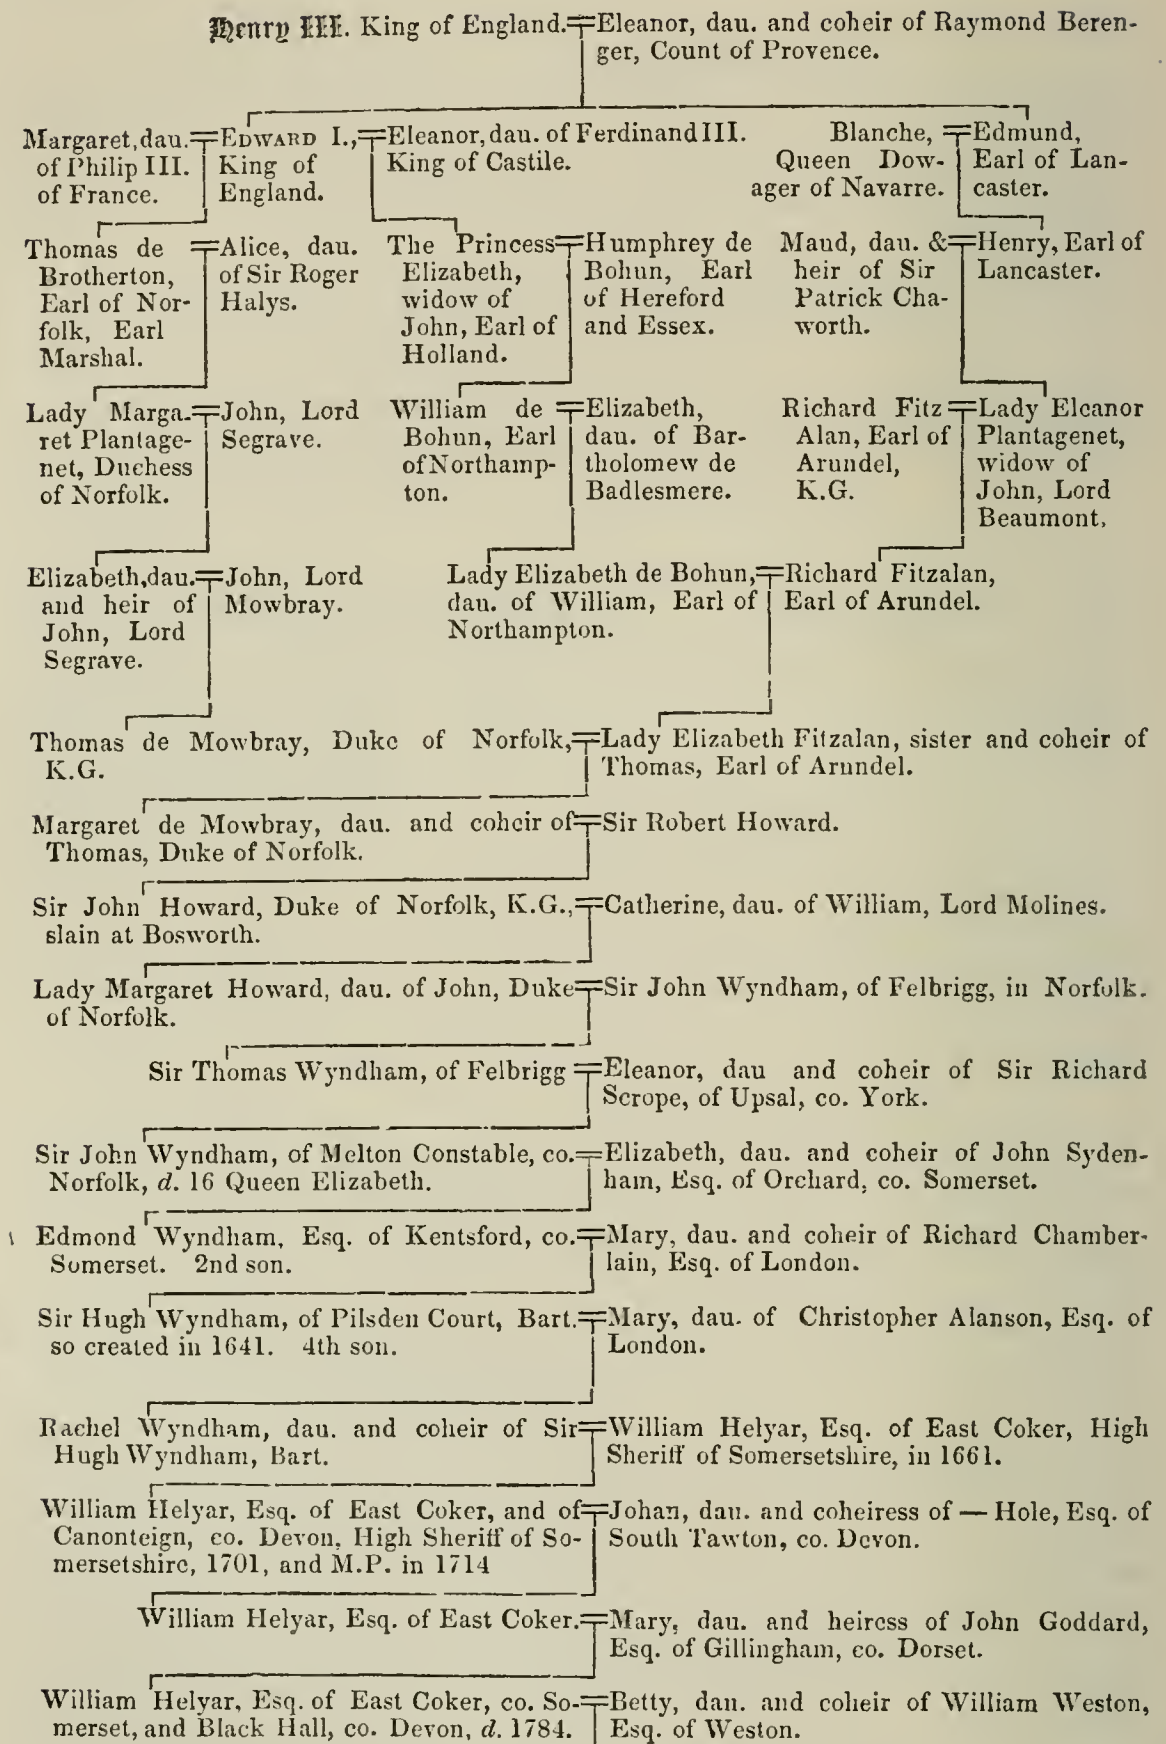 Henry III. King of England.
Eleanor, dau. and coheir of Raymond Beren-
ger, Count of Provence.
Margaret, dau.
of Philip III.
of France.
EDWARD I.,
King of
England.
Eleanor, dau. of Ferdinand III.
King of Castile.
Blanche,
Queen Dow-
ager of Navarre.
Edmund,
Earl of Lan-
caster.
Thomas de
Brotherton,
Earl of Nor-
folk, Earl
Marshal.
Alice, dau.
of Sir Roger
Halys.
The Princess
Elizabeth,
widow of
John, Earl of
Holland.
Humphrey de
Bohun, Earl
of Hereford
and Essex.
Maud, dau. &
heir of Sir
Patrick Cha-
worth.
Henry, Earl of
Lancaster.
Lady Marga-
ret Plantage-
net, Duchess
of Norfolk.
John, Lord
Segrave.
William de
Bohun, Earl
of Northamp-
ton.
Elizabeth,
dau. of Bar-
tholomew de
Badlesmere.
Richard Fitz
Alan, Earl of
Arundel,
K.G.
Lady Eleanor
Plantagenet,
widow of
John, Lord
Beaumont.
Elizabeth, dau.
and heir of
John, Lord
Segrave.
John, Lord
Mowbray.
Lady Elizabeth de Bohun,
dau. of William, Earl of
Northampton.
Richard Fitzalan,
Earl of Arundel.
Thomas de Mowbray, Duke of Norfolk,
K.G.
Lady Elizabeth Fitzalan, sister and coheir of
Thomas, Earl of Arundel.
Margaret de Mowbray, dau. and coheir of
Thomas, Duke of Norfolk.
Sir Robert Howard.
Sir John Howard, Duke of Norfolk, K.G.,
slain at Bosworth.
Catherine, dau. of William, Lord Molines.
Lady Margaret Howard, dau. of John, Duke
of Norfolk.
Sir John Wyndham, of Felbrigg, in Norfolk.
Sir Thomas Wyndham, of Felbrigg
Eleanor, dau and coheir of Sir Richard
Scrope, of Upsal, co. York.
Sir John Wyndham, of Melton Constable, co.
Norfolk, d. 16 Queen Elizabeth.
Elizabeth, dau. and coheir of John Syden-
ham, Esq. of Orchard, co. Somerset.
Edmond Wyndham, Esq. of Kentsford, co.
Somerset. 2nd son.
Mary, dau. and coheir of Richard Chamber-
lain, Esq. of London.
Sir Hugh Wyndham, of Pilsden Court, Bart.
so created in 1641. 4th son.
Mary, dau. of Christopher Alanson, Esq. of
London.
Rachel Wyndham, dau. and coheir of Sir
Hugh Wyndham, Bart.
William Helyar, Esq. of East Coker, High
Sheriff of Somersetshire, in 1661.
William Helyar, Esq. of East Coker, and of
Canonteign, co. Devon, High Sheriff of So-
mersetshire, 1701, and M.P. in 1714
Johan, dau. and coheiress of — Hole, Esq. of
South Tawton, co. Devon.
William Helyar, Esq. of East Coker.
Mary, dau. and heiress of John Goddard,
Esq. of Gillingham, co. Dorset.
William Helyar, Esq. of East Coker, co. So-
merset, and Black Hall, co. Devon, d. 1784.
Betty, dau. and coheir of William Weston,
Esq. of Weston.